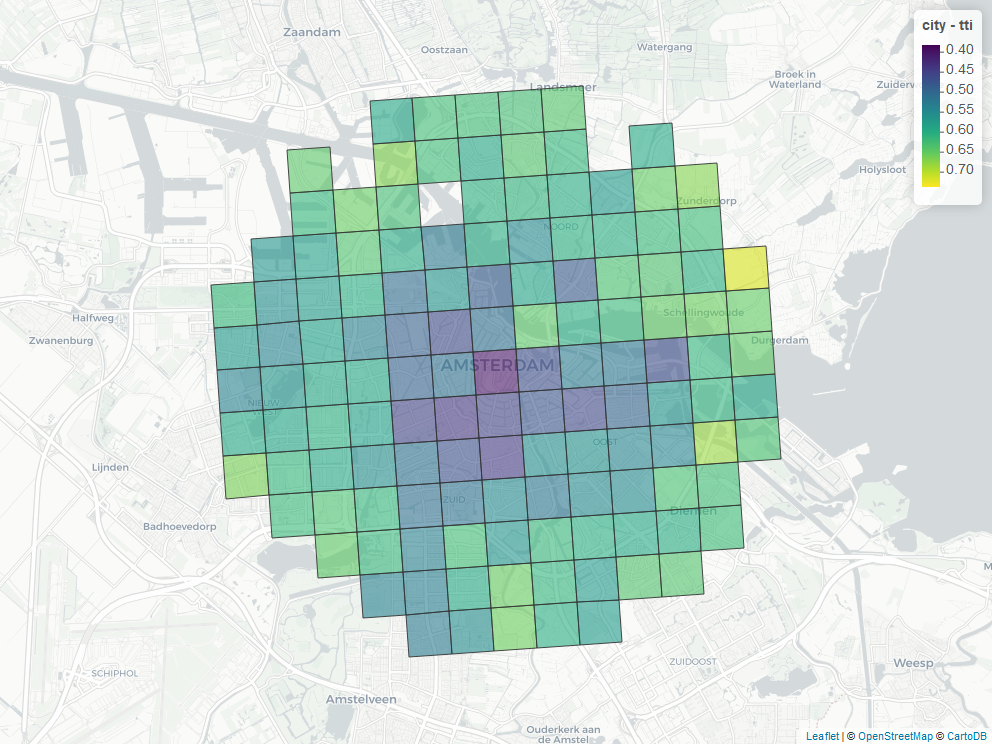 Zaandam
Oostzaan
Watergang
Landsmeer
Broek in
Waterland
Zuiderw
Holysloot
Zunderdorp
NOORD
Halfweg
Zwanenburg
Schellingwoude
Durgerdam
AMSTERDAM
NIEUW-
WEST
OOST
Lijnden
ZUID
Badhoevedorp
Diemen
M
SCHIPHOL
ZUIDOOST
Weesp
Amstelveen
Ouderkerk aan
de Amstel
city - tti
0.40
0.45
0.50
0.55
0.60
0.65
0.70
Leaflet | © OpenStreetMap © CartoDB